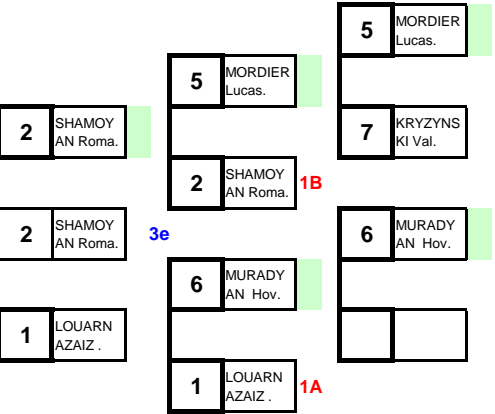 5 MORDIER
Lucas.
5 MORDIER
Lucas.
2 SHAMOY
AN Roma.
7 KRYZYNS
KI Val.
2 SHAMOY
AN Roma. 1B
2 SHAMOY
AN Roma. 3e
6 MURADY
AN Hov.
6 MURADY
AN Hov.
1 LOUARN
AZAIZ .
1 LOUARN
AZAIZ . 1A